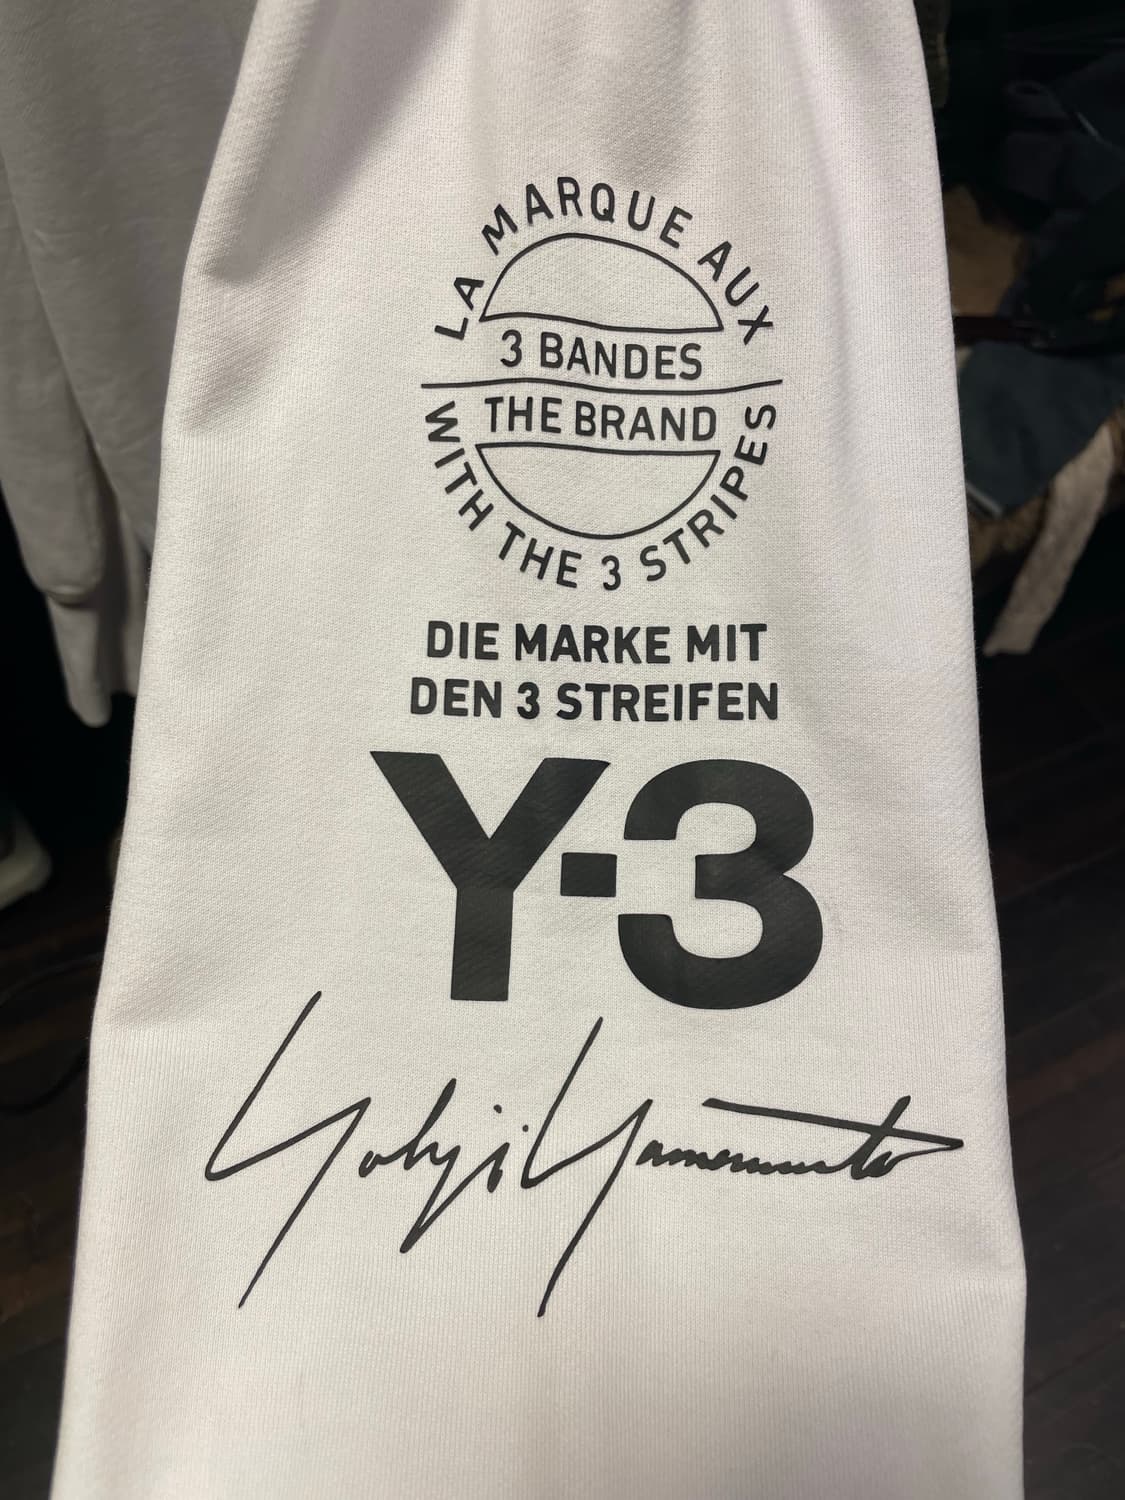 LA MARQUE AUX
3 BANDES
THE BRAND
WITH THE 3 STRIPES
DIE MARKE MIT
DEN 3 STREIFEN
Y-3
Yohji Yamamoto